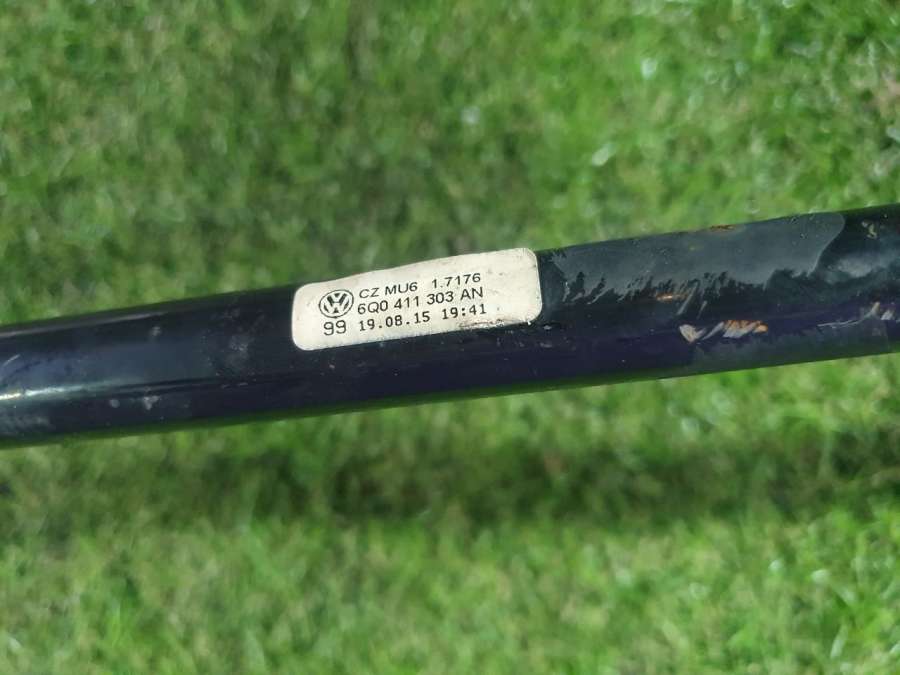 CZ MU6 1.7176
6Q0 411 303 AN
99 19.08.15 19:41